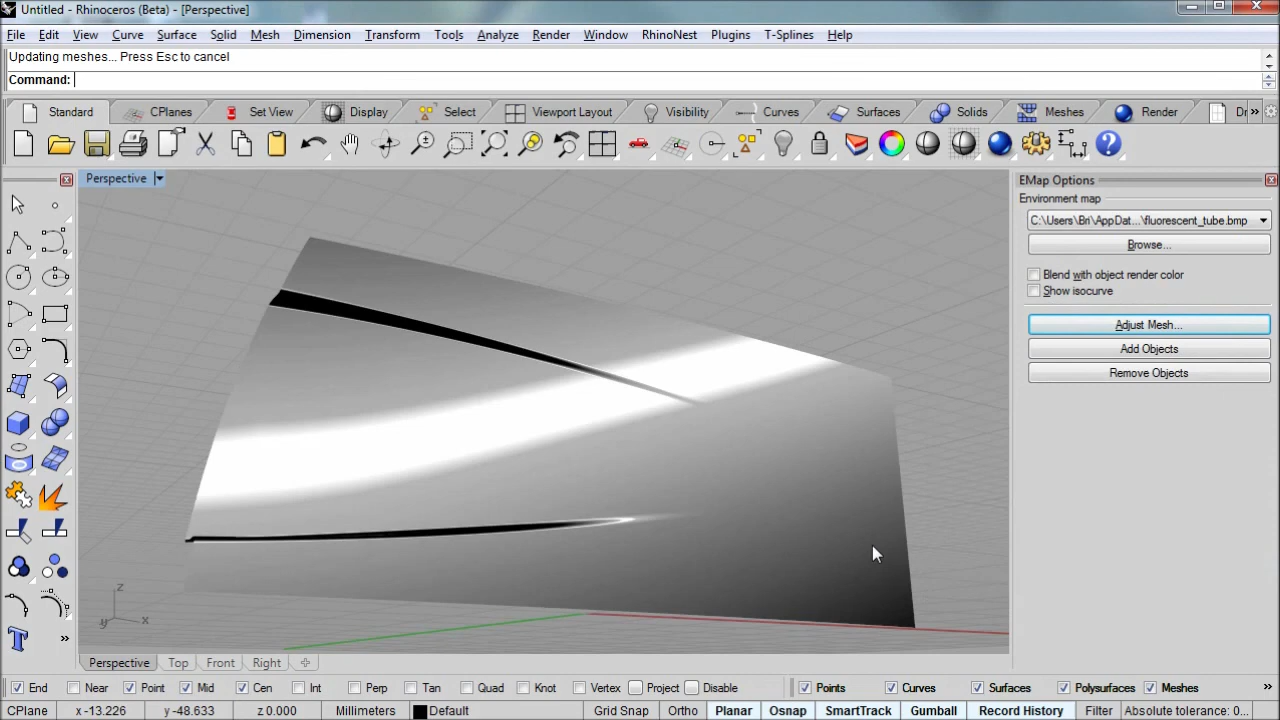 Untitled - Rhinoceros (Beta) - [Perspective]
File Edit View Curve Surface Solid Mesh Dimension Transform Tools Analyze Render Window RhinoNest Plugins T-Splines Help
Updating meshes... Press Esc to cancel
Command:
Standard CPlanes Set View Display Select Viewport Layout Visibility Curves Surfaces Solids Meshes Render Dr »
Perspective
EMap Options
Environment map
C:\Users\Bri\AppDat...\fluorescent_tube.bmp
Browse...
Blend with object render color
Show isocurve
Adjust Mesh...
Add Objects
Remove Objects
z
y x
T »
Perspective Top Front Right
End Near Point Mid Cen Int Perp Tan Quad Knot Vertex Project Disable Points Curves Surfaces Polysurfaces Meshes »
CPlane x -13.226 y -48.633 z 0.000 Millimeters Default Grid Snap Ortho Planar Osnap SmartTrack Gumball Record History Filter Absolute tolerance: 0...